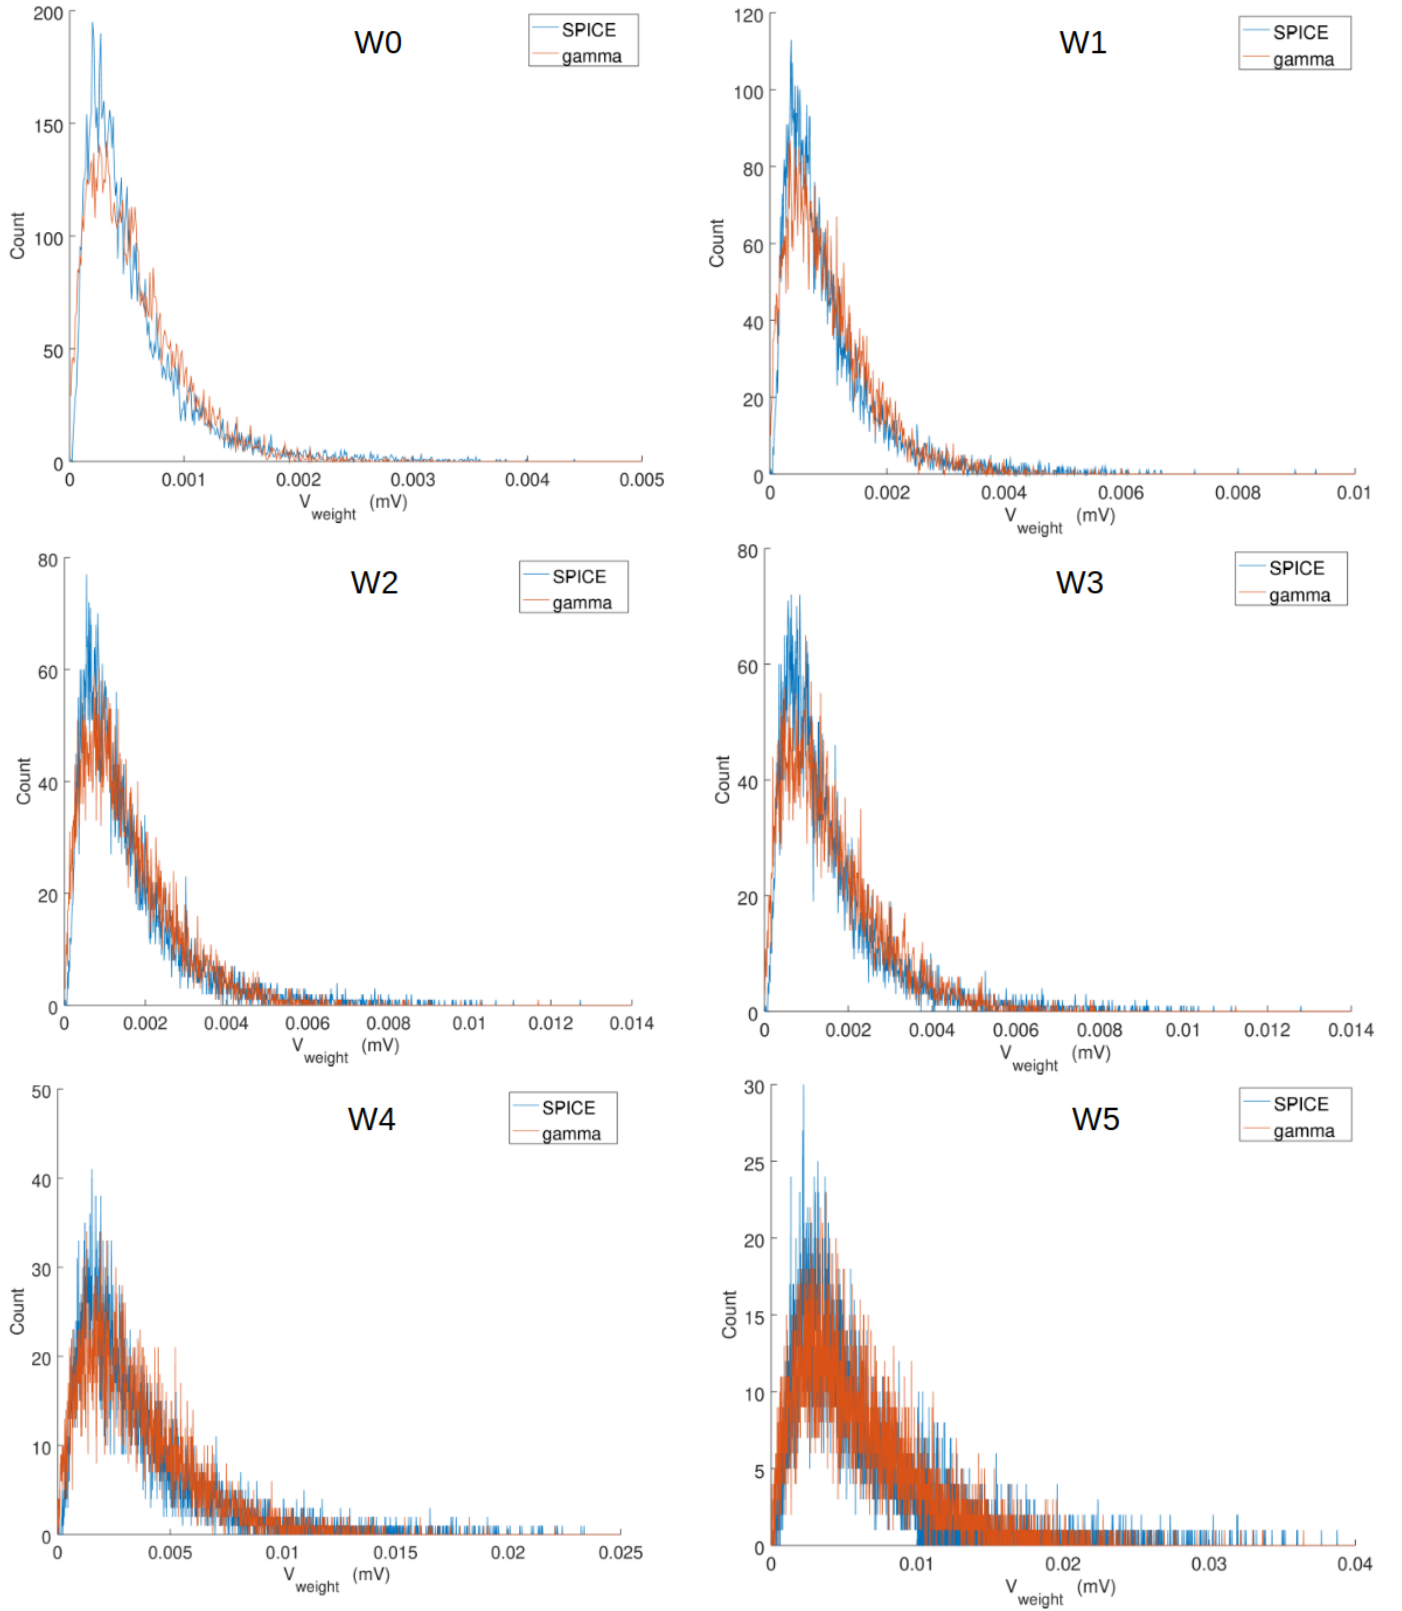 W0
SPICE
gamma
200
150
100
50
0
Count
0 0.001 0.002 0.003 0.004 0.005
V weight (mV)
W1
SPICE
gamma
120
100
80
60
40
20
0
Count
0 0.002 0.004 0.006 0.008 0.01
V weight (mV)
W2
SPICE
gamma
80
60
40
20
0
Count
0 0.002 0.004 0.006 0.008 0.01 0.012 0.014
V weight (mV)
W3
SPICE
gamma
80
60
40
20
0
Count
0 0.002 0.004 0.006 0.008 0.01 0.012 0.014
V weight (mV)
W4
SPICE
gamma
50
40
30
20
10
0
Count
0 0.005 0.01 0.015 0.02 0.025
V weight (mV)
W5
SPICE
gamma
30
25
20
15
10
5
0
Count
0 0.01 0.02 0.03 0.04
V weight (mV)